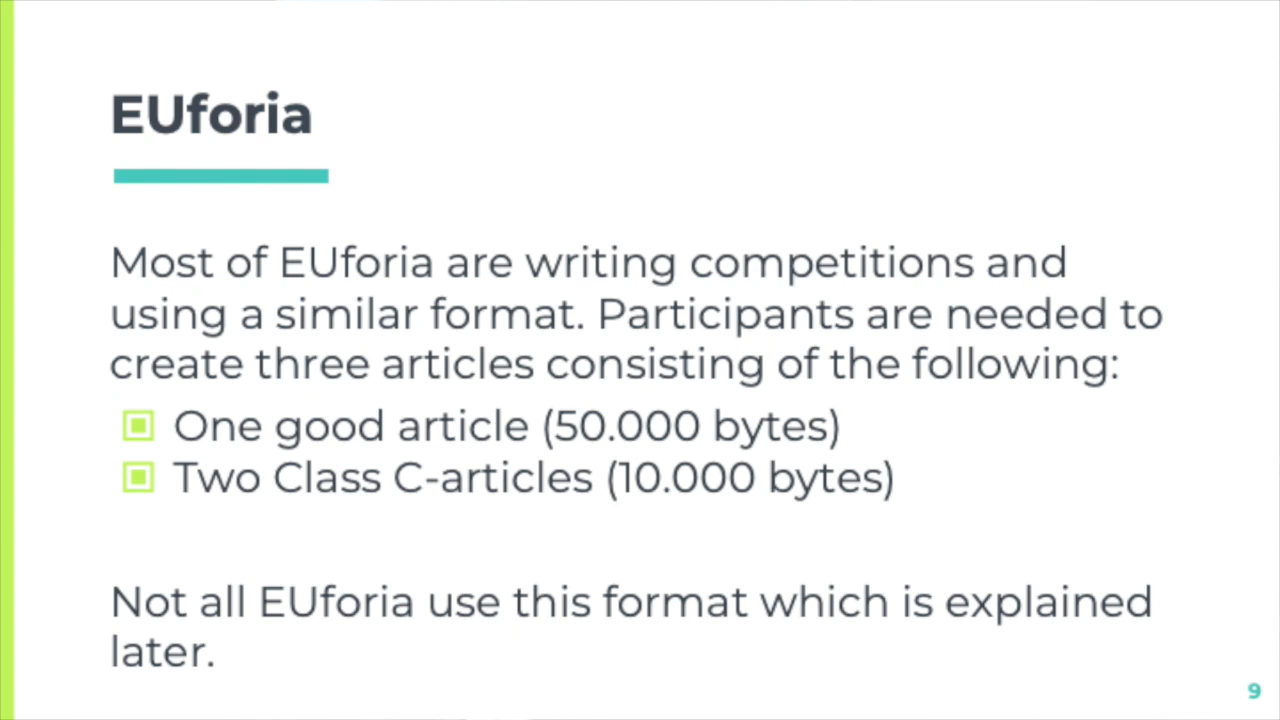 EUforia
Most of EUforia are writing competitions and
using a similar format. Participants are needed to
create three articles consisting of the following:
One good article (50.000 bytes)
Two Class C-articles (10.000 bytes)
Not all EUforia use this format which is explained
later.
9